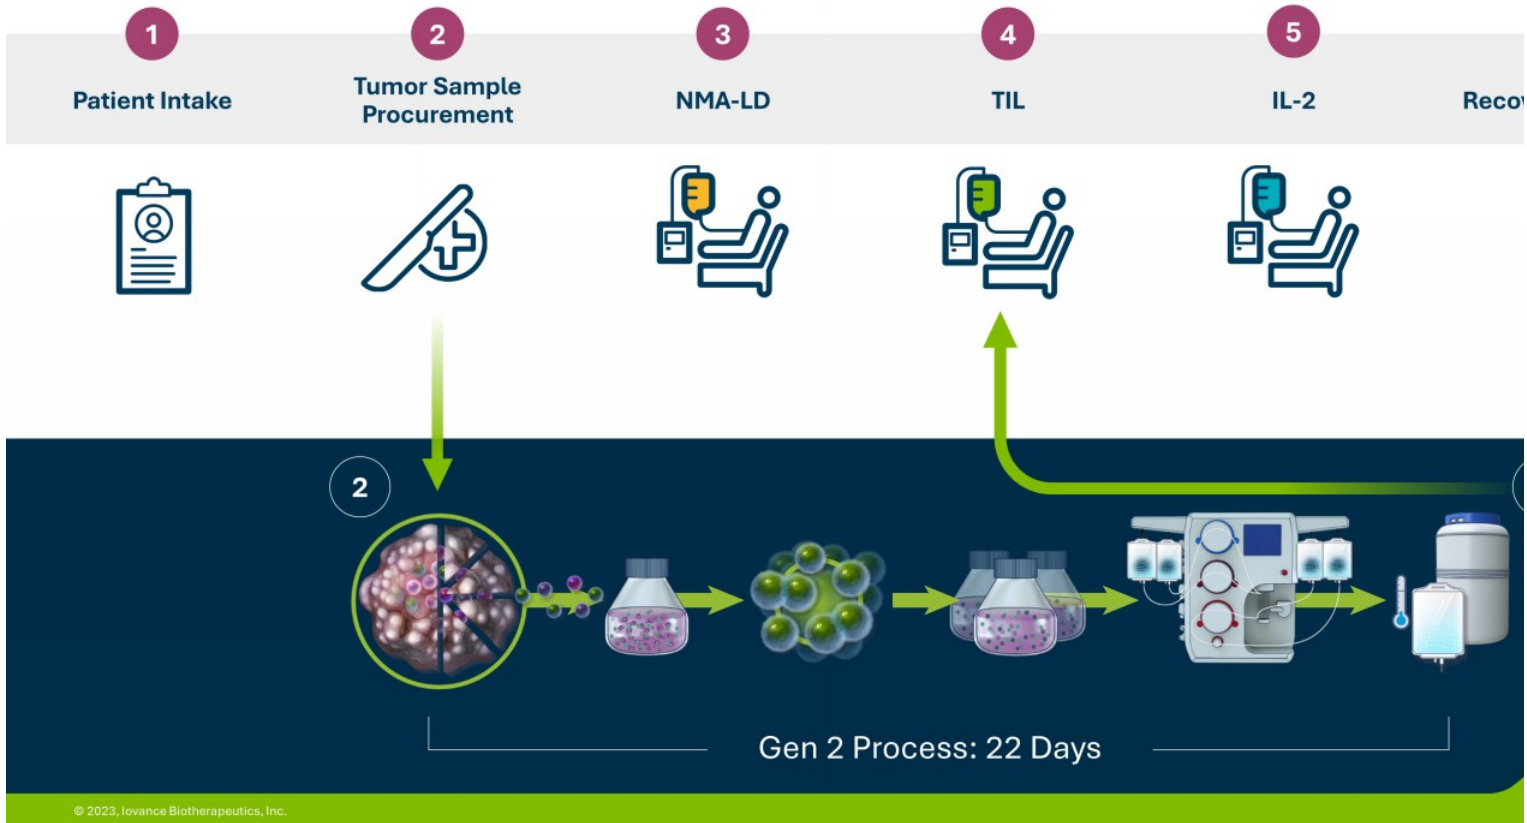 1
2
3
4
5
Patient Intake
Tumor Sample
Procurement
NMA-LD
TIL
IL-2
Recov
2
Gen 2 Process: 22 Days
© 2023, Iovance Biotherapeutics, Inc.